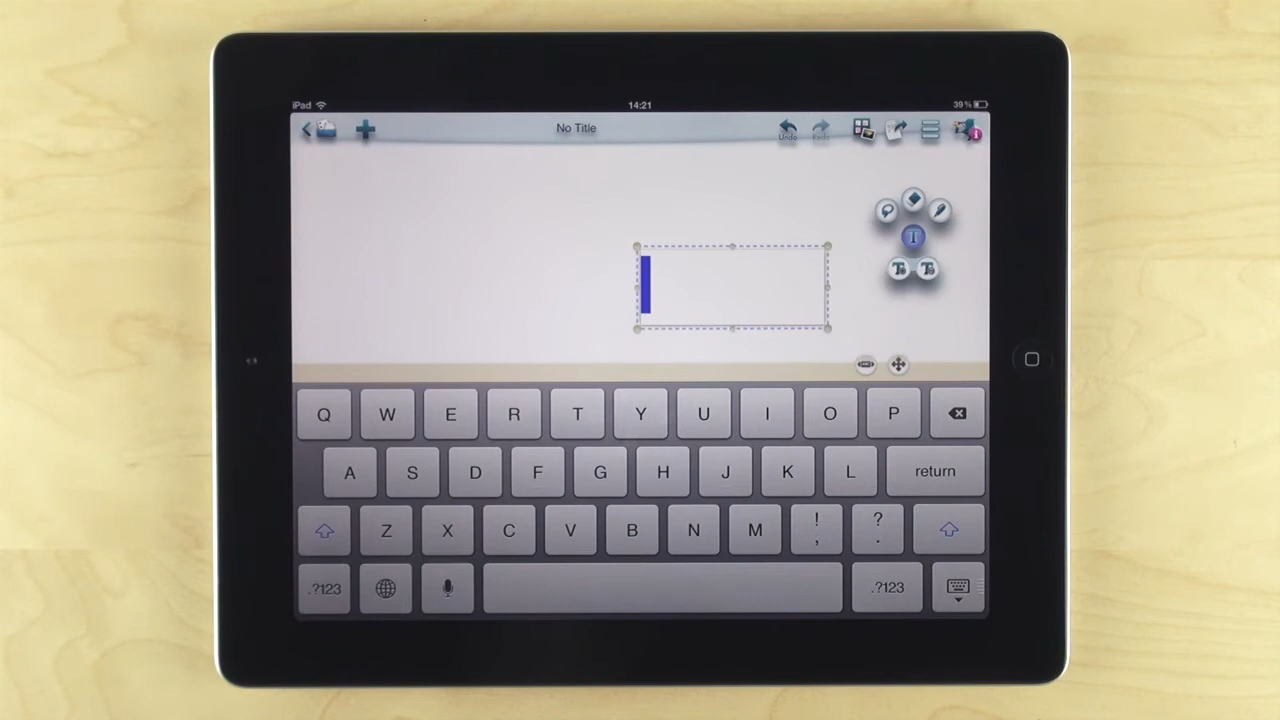 iPad 14:21 39%
No Title Undo Redo
T
Q W E R T Y U I O P
A S D F G H J K L return
Z X C V B N M ! , ? .
.?123 .?123